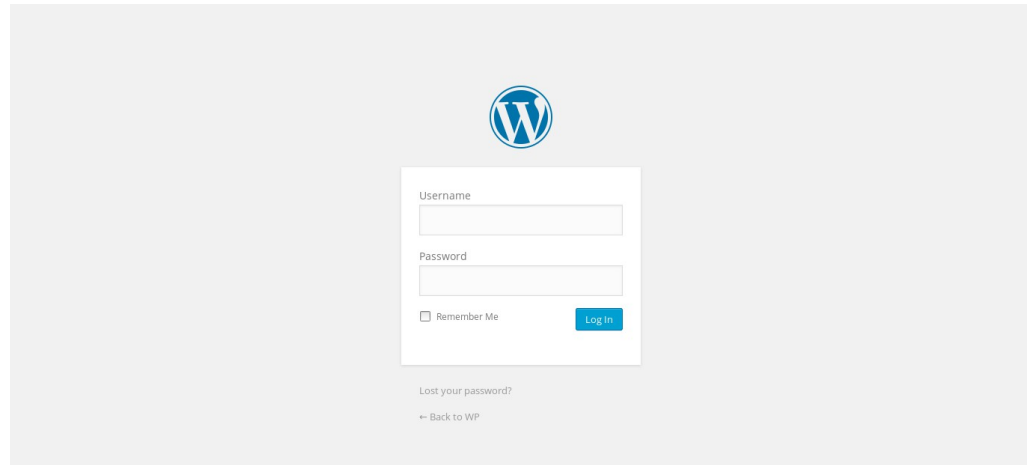 Username
Password
Remember Me
Log In
Lost your password?
← Back to WP